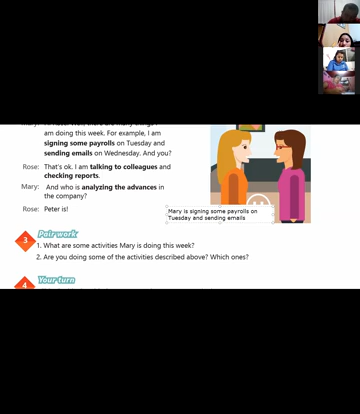 am doing this week. For example, I am
signing some payrolls on Tuesday and
sending emails on Wednesday. And you?
Rose: That's ok. I am talking to colleagues and
checking reports.
Mary: And who is analyzing the advances in
the company?
Rose: Peter is!
Mary is signing some payrolls on
Tuesday and sending emails
3 Pair work
1. What are some activities Mary is doing this week?
2. Are you doing some of the activities described above? Which ones?
4 Your turn